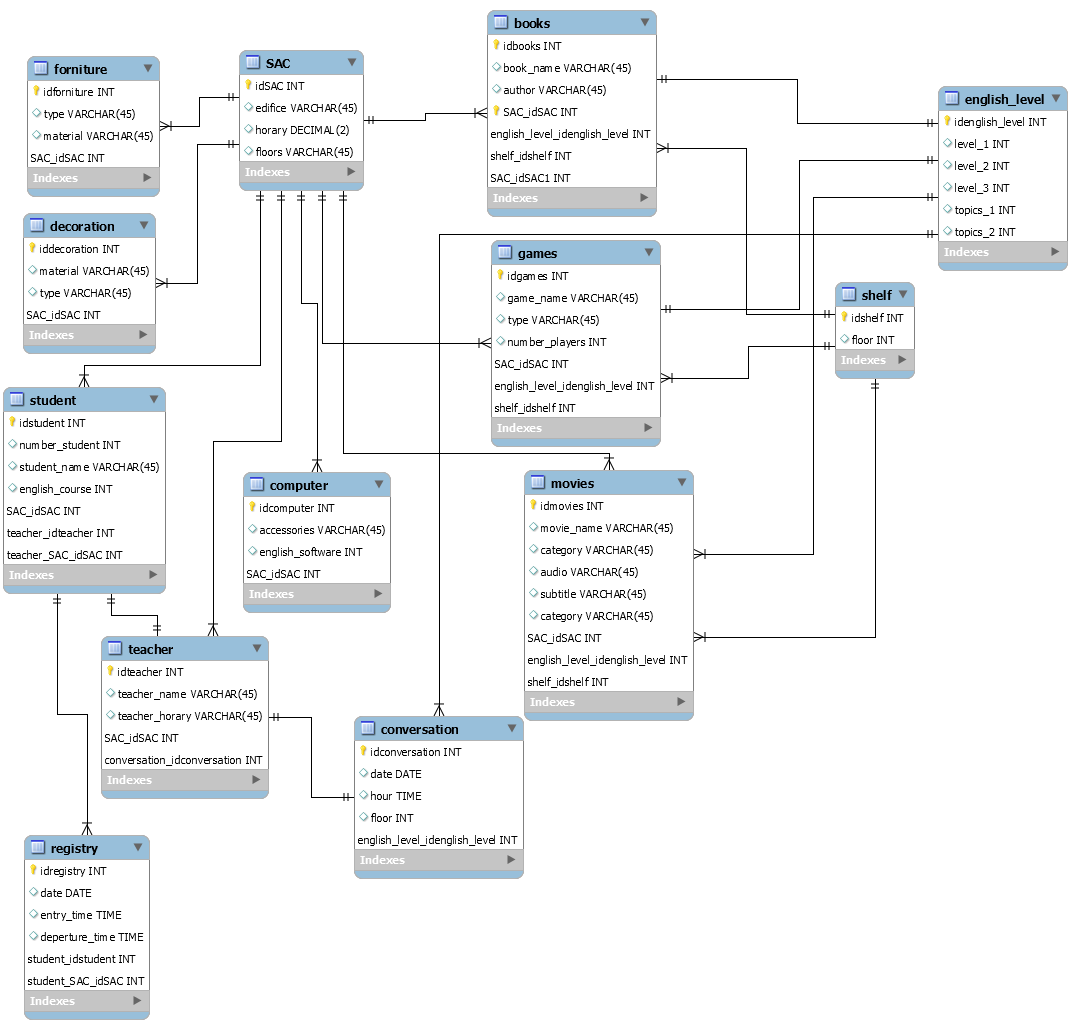 forniture
idforniture INT
type VARCHAR(45)
material VARCHAR(45)
SAC_idSAC INT
Indexes
SAC
idSAC INT
edifice VARCHAR(45)
horary DECIMAL(2)
floors VARCHAR(45)
Indexes
books
idbooks INT
book_name VARCHAR(45)
author VARCHAR(45)
SAC_idSAC INT
english_level_idenglish_level INT
shelf_idshelf INT
SAC_idSAC1 INT
Indexes
english_level
idenglish_level INT
level_1 INT
level_2 INT
level_3 INT
topics_1 INT
topics_2 INT
Indexes
decoration
iddecoration INT
material VARCHAR(45)
type VARCHAR(45)
SAC_idSAC INT
Indexes
games
idgames INT
game_name VARCHAR(45)
type VARCHAR(45)
number_players INT
SAC_idSAC INT
english_level_idenglish_level INT
shelf_idshelf INT
Indexes
shelf
idshelf INT
floor INT
Indexes
student
idstudent INT
number_student INT
student_name VARCHAR(45)
english_course INT
SAC_idSAC INT
teacher_idteacher INT
teacher_SAC_idSAC INT
Indexes
computer
idcomputer INT
accessories VARCHAR(45)
english_software INT
SAC_idSAC INT
Indexes
movies
idmovies INT
movie_name VARCHAR(45)
category VARCHAR(45)
audio VARCHAR(45)
subtitle VARCHAR(45)
category VARCHAR(45)
SAC_idSAC INT
english_level_idenglish_level INT
shelf_idshelf INT
Indexes
teacher
idteacher INT
teacher_name VARCHAR(45)
teacher_horary VARCHAR(45)
SAC_idSAC INT
conversation_idconversation INT
Indexes
conversation
idconversation INT
date DATE
hour TIME
floor INT
english_level_idenglish_level INT
Indexes
registry
idregistry INT
date DATE
entry_time TIME
deperture_time TIME
student_idstudent INT
student_SAC_idSAC INT
Indexes